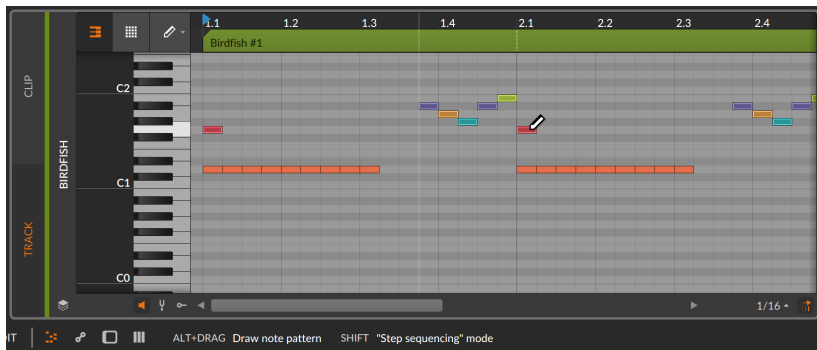 1.1 1.2 1.3 1.4 2.1 2.2 2.3 2.4
Birdfish #1
CLIP
TRACK
BIRDFISH
C2
C1
C0
1/16
IT
ALT+DRAG Draw note pattern SHIFT "Step sequencing" mode